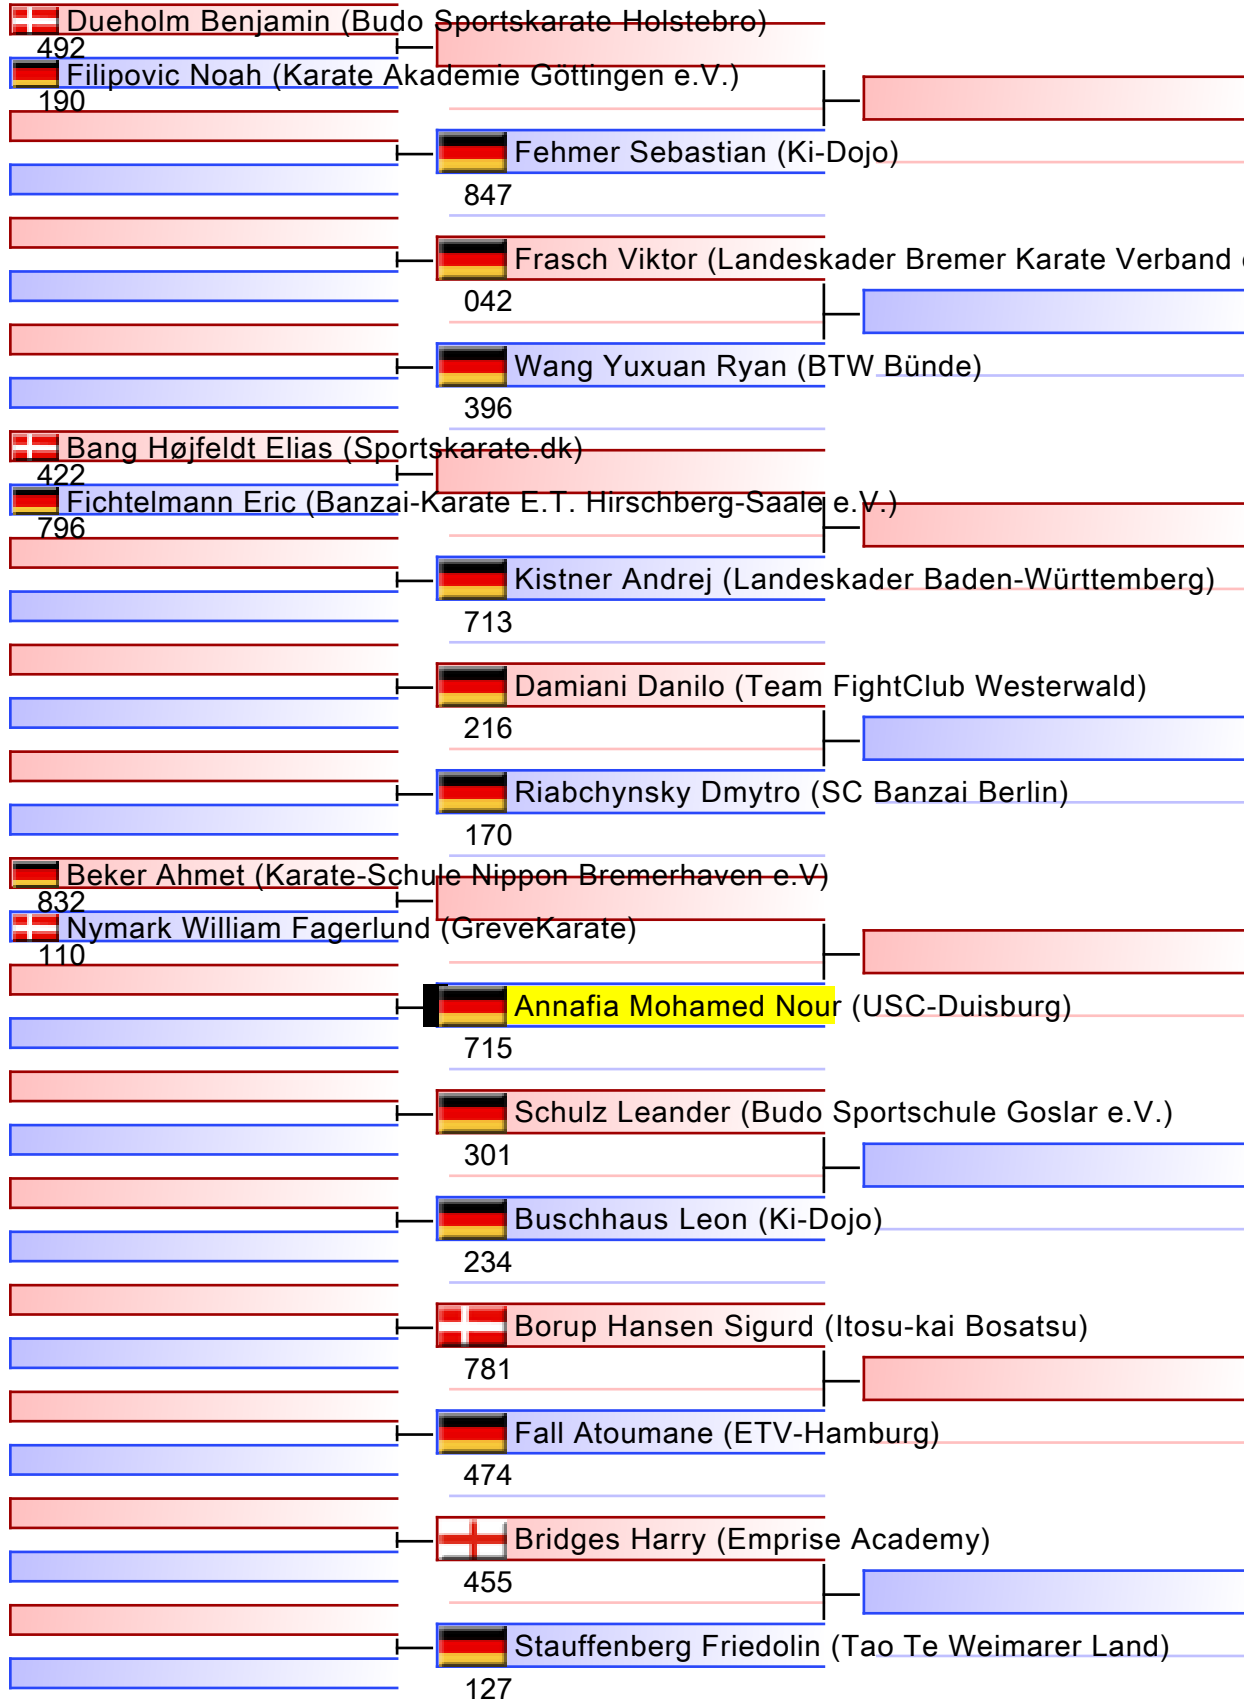 Dueholm Benjamin (Budo Sportskarate Holstebro)
492
Filipovic Noah (Karate Akademie Göttingen e.V.)
190
Fehmer Sebastian (Ki-Dojo)
847
Frasch Viktor (Landeskader Bremer Karate Verband
042
Wang Yuxuan Ryan (BTW Bünde)
396
Bang Højfeldt Elias (Sportskarate.dk)
422
Fichtelmann Eric (Banzai-Karate E.T. Hirschberg-Saale e.V.)
796
Kistner Andrej (Landeskader Baden-Württemberg)
713
Damiani Danilo (Team FightClub Westerwald)
216
Riabchynsky Dmytro (SC Banzai Berlin)
170
Beker Ahmet (Karate-Schule Nippon Bremerhaven e.V)
832
Nymark William Fagerlund (GreveKarate)
110
Annafia Mohamed Nour (USC-Duisburg)
715
Schulz Leander (Budo Sportschule Goslar e.V.)
301
Buschhaus Leon (Ki-Dojo)
234
Borup Hansen Sigurd (Itosu-kai Bosatsu)
781
Fall Atoumane (ETV-Hamburg)
474
Bridges Harry (Emprise Academy)
455
Stauffenberg Friedolin (Tao Te Weimarer Land)
127